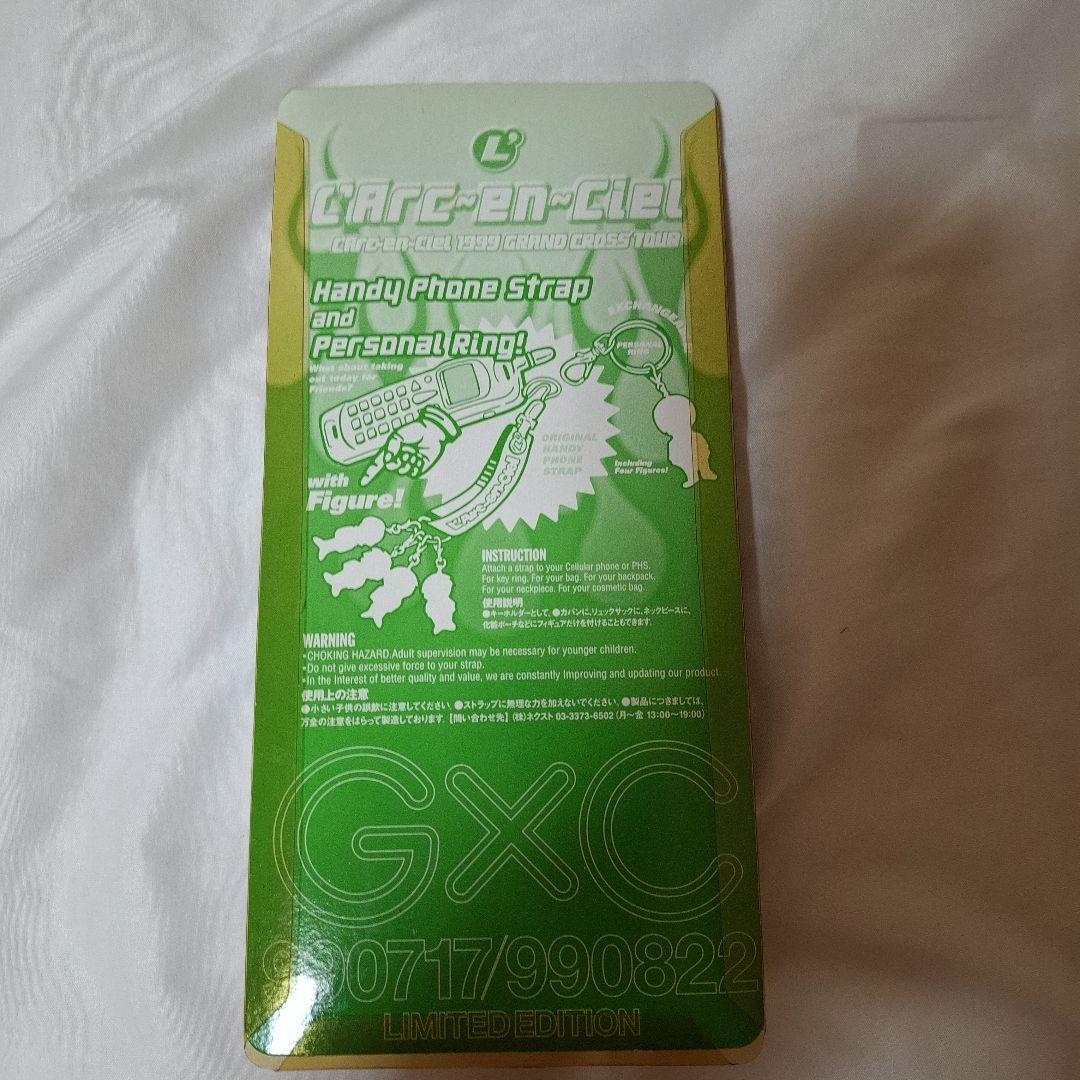 L'
L'Arc~en~Ciel
L'Arc-en-Ciel 1999 GRAND CROSS TOUR
Handy Phone Strap
and
Personal Ring!
What about taking
out today for
Friends?
EXCHANGE!
PERSONAL
RING
ORIGINAL
HANDY
PHONE
STRAP
Including
Four Figures!
with
Figure!
L'Arc-en-Ciel
INSTRUCTION
Attach a strap to your Cellular phone or PHS.
For key ring. For your bag. For your backpack.
For your neckpiece. For your cosmetic bag.
使用説明
●キーホルダーとして、●カバンに、リュックサックに、ネックピースに、
化粧ポーチなどにフィギュアだけを付けることもできます。
WARNING
•CHOKING HAZARD.Adult supervision may be necessary for younger children.
•Do not give excessive force to your strap.
•In the Interest of better quality and value, we are constantly Improving and updating our product
使用上の注意
●小さい子供の誤飲に注意してください。●ストラップに無理な力を加えないでください。●製品につきましては、
万全の注意をはらって製造しております。【問い合わせ先】(株)ネクスト 03-3373-6502 (月〜金 13:00〜19:00)
G×C
990717/990822
LIMITED EDITION